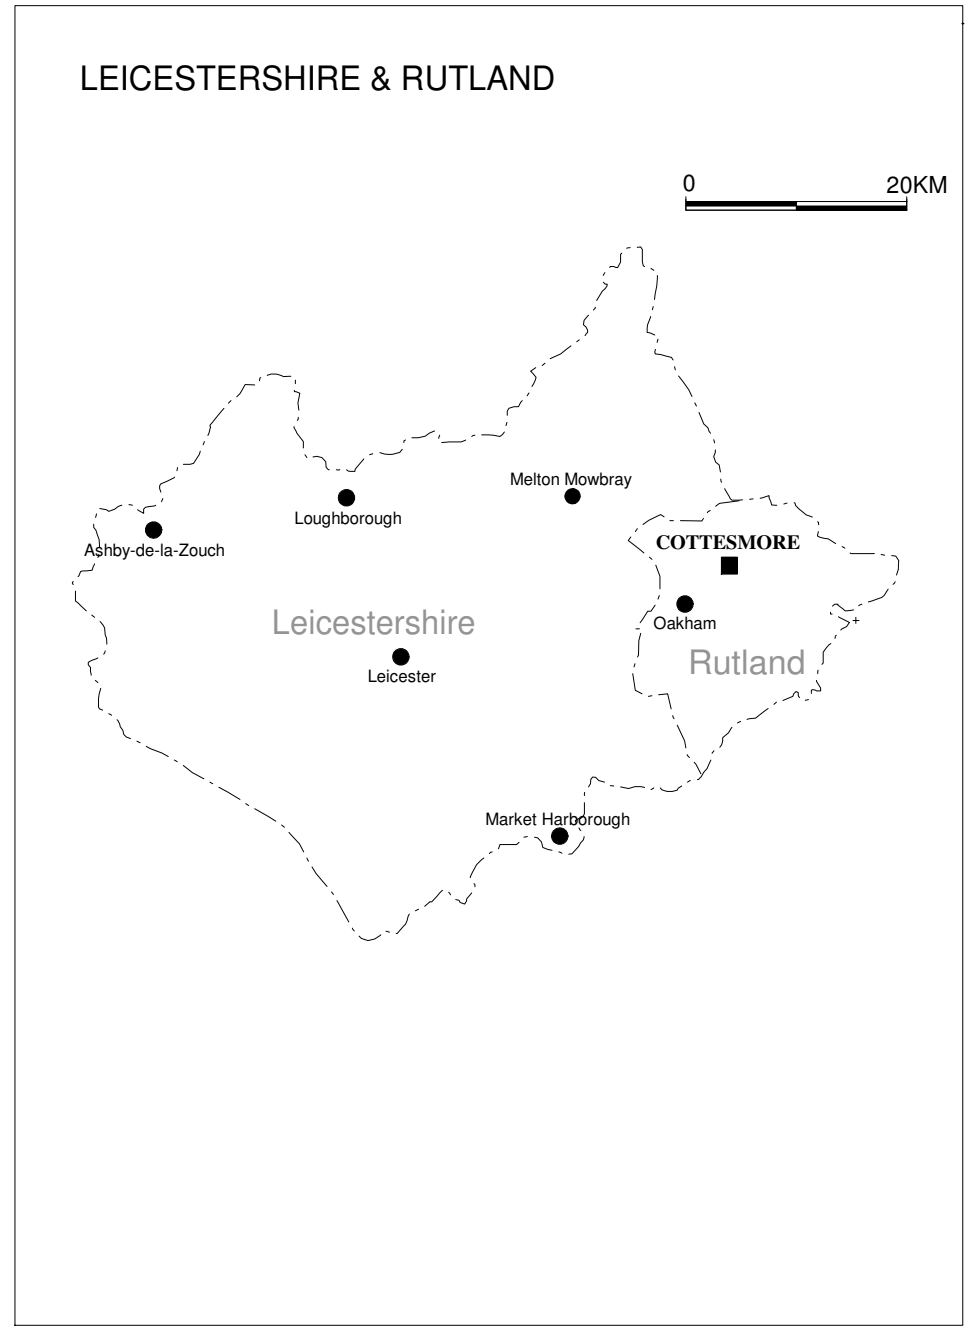 LEICESTERSHIRE & RUTLAND
0 20KM
Melton Mowbray
Loughborough
COTTESMORE
Ashby-de-la-Zouch
Leicestershire
Oakham
Rutland
Leicester
Market Harborough